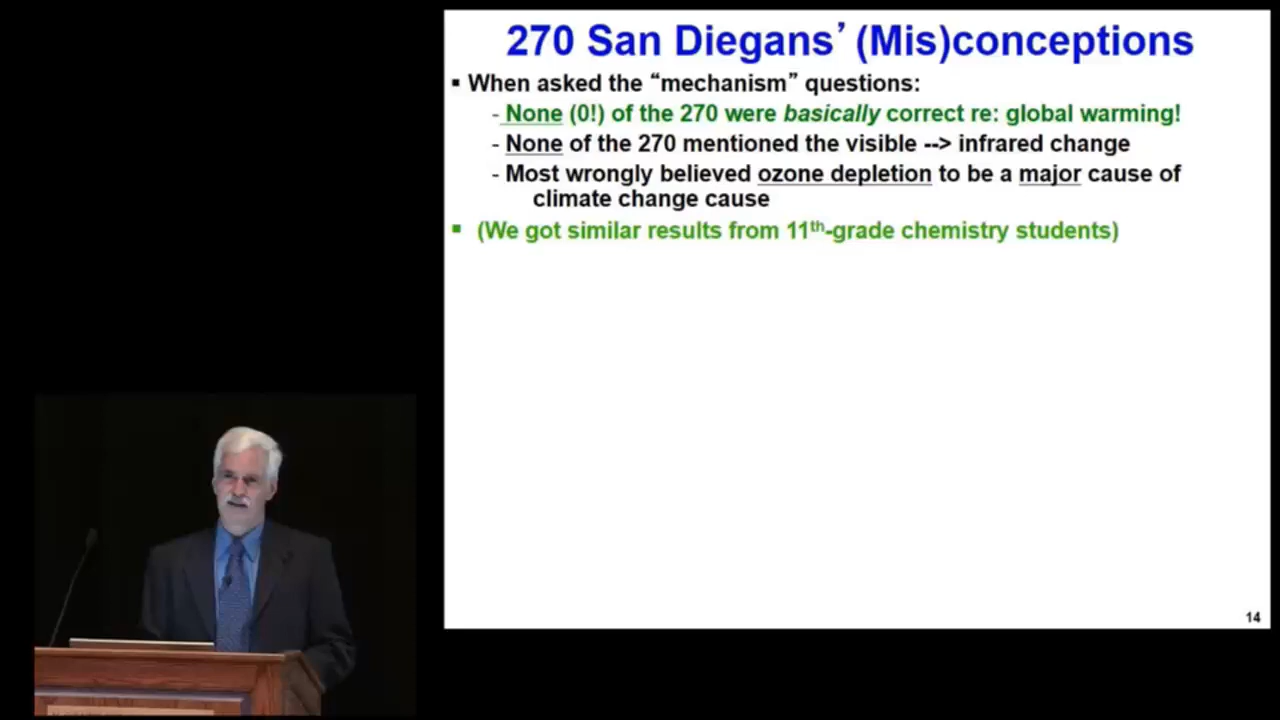 270 San Diegans’ (Mis)conceptions
▪ When asked the “mechanism” questions:
- None (0!) of the 270 were basically correct re: global warming!
- None of the 270 mentioned the visible --> infrared change
- Most wrongly believed ozone depletion to be a major cause of
climate change cause
▪ (We got similar results from 11th-grade chemistry students)
14